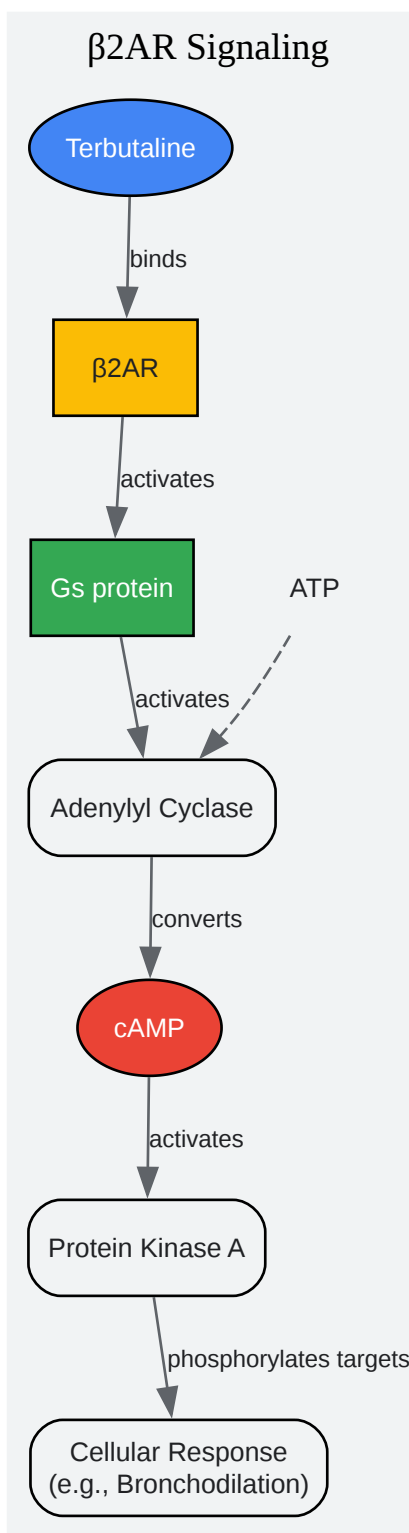 β2AR Signaling
Terbutaline
binds
β2AR
activates
Gs protein
ATP
activates
Adenylyl Cyclase
converts
cAMP
activates
Protein Kinase A
phosphorylates targets
Cellular Response
(e.g., Bronchodilation)